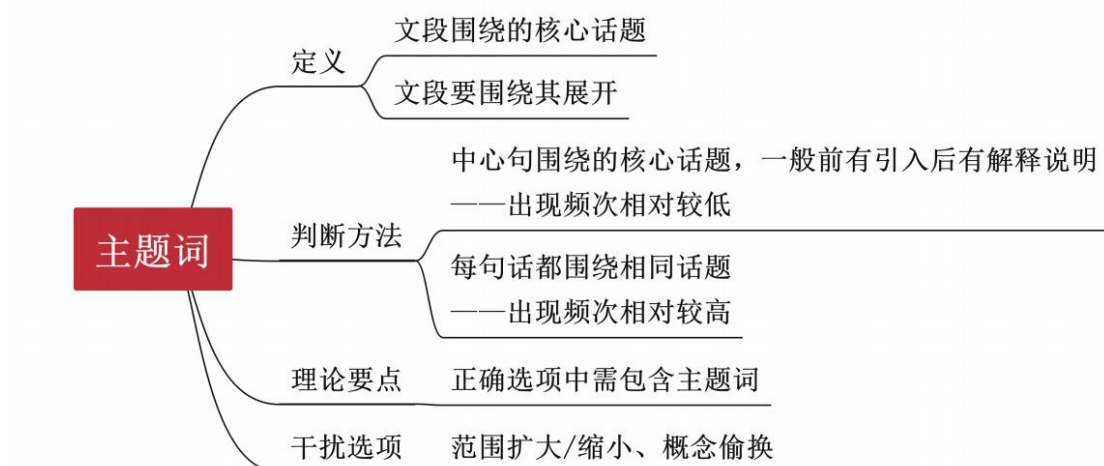 主题词
定义
文段围绕的核心话题
文段要围绕其展开
判断方法
中心句围绕的核心话题，一般前有引入后有解释说明
——出现频次相对较低
每句话都围绕相同话题
——出现频次相对较高
理论要点
正确选项中需包含主题词
干扰选项
范围扩大/缩小、概念偷换